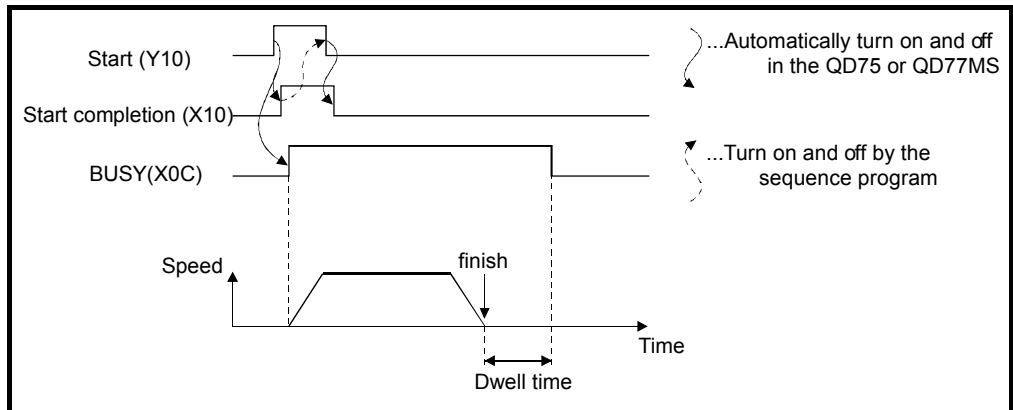 Start (Y10)
...Automatically turn on and off
in the QD75 or QD77MS
Start completion (X10)
BUSY(X0C)
...Turn on and off by the
sequence program
Speed
finish
Time
Dwell time